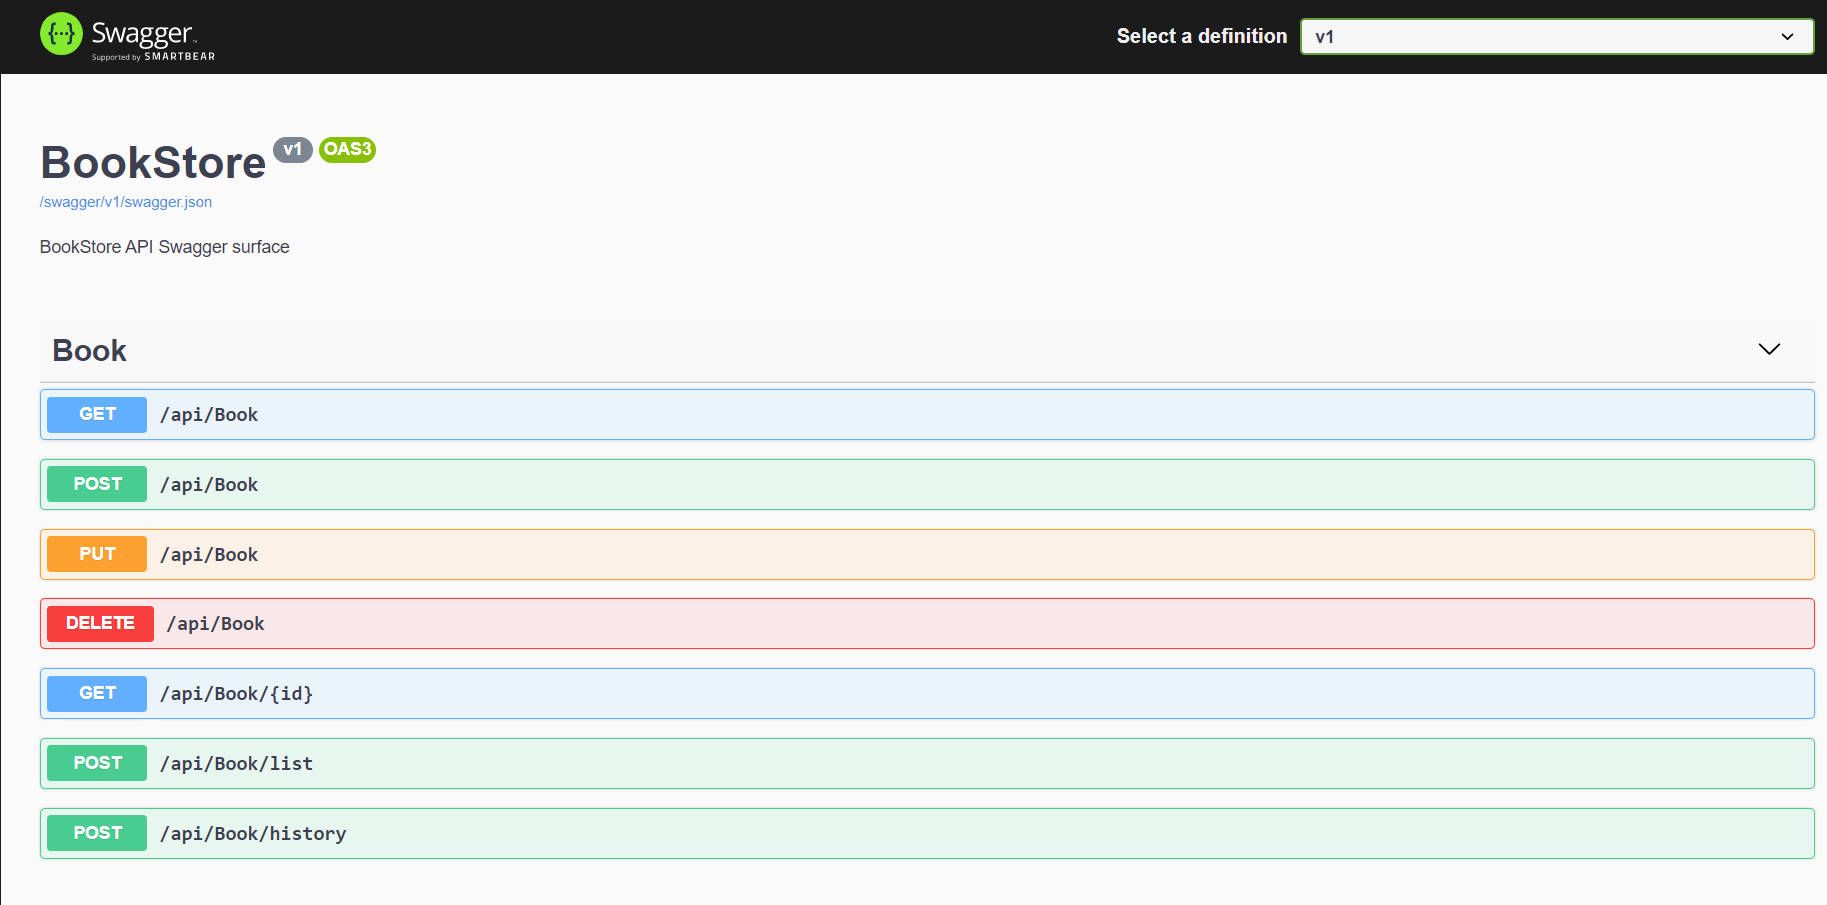 Swagger™
Supported by SMARTBEAR
Select a definition
v1
BookStore v1 OAS3
/swagger/v1/swagger.json
BookStore API Swagger surface
Book
GET /api/Book
POST /api/Book
PUT /api/Book
DELETE /api/Book
GET /api/Book/{id}
POST /api/Book/list
POST /api/Book/history